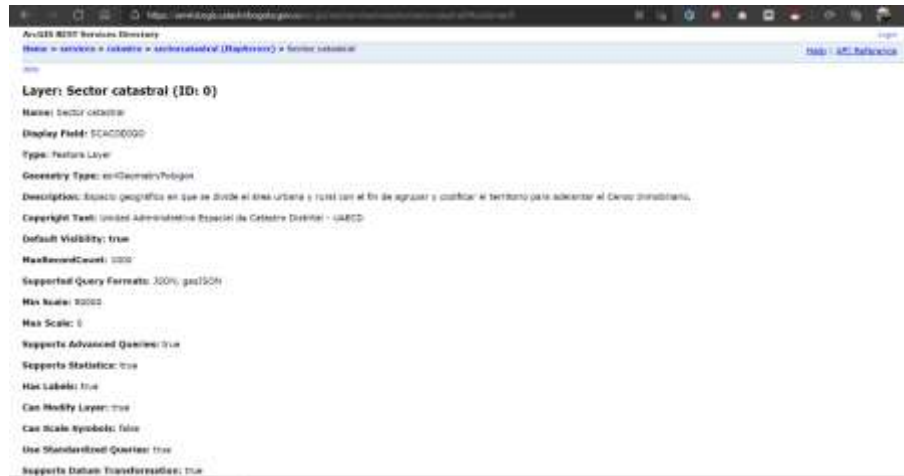 ArcGIS REST Services Directory
Login
Home > services > catastro > sectorcatastral (MapServer) > Sector catastral
Help | API Reference
Layer: Sector catastral (ID: 0)
Name: Sector catastral
Display Field: SCACODIGO
Type: Feature Layer
Geometry Type: esriGeometryPolygon
Description: Espacio geográfico en que se divide el área urbana y rural con el fin de agrupar y codificar el territorio para adelantar el Censo Inmobiliario.
Copyright Text: Unidad Administrativa Especial de Catastro Distrital - UAECD
Default Visibility: true
MaxRecordCount: 1000
Supported Query Formats: JSON, geoJSON
Min Scale:
Max Scale: 0
Supports Advanced Queries: true
Supports Statistics: true
Has Labels: true
Can Modify Layer: true
Can Scale Symbols: false
Use Standardized Queries: true
Supports Datum Transformation: true